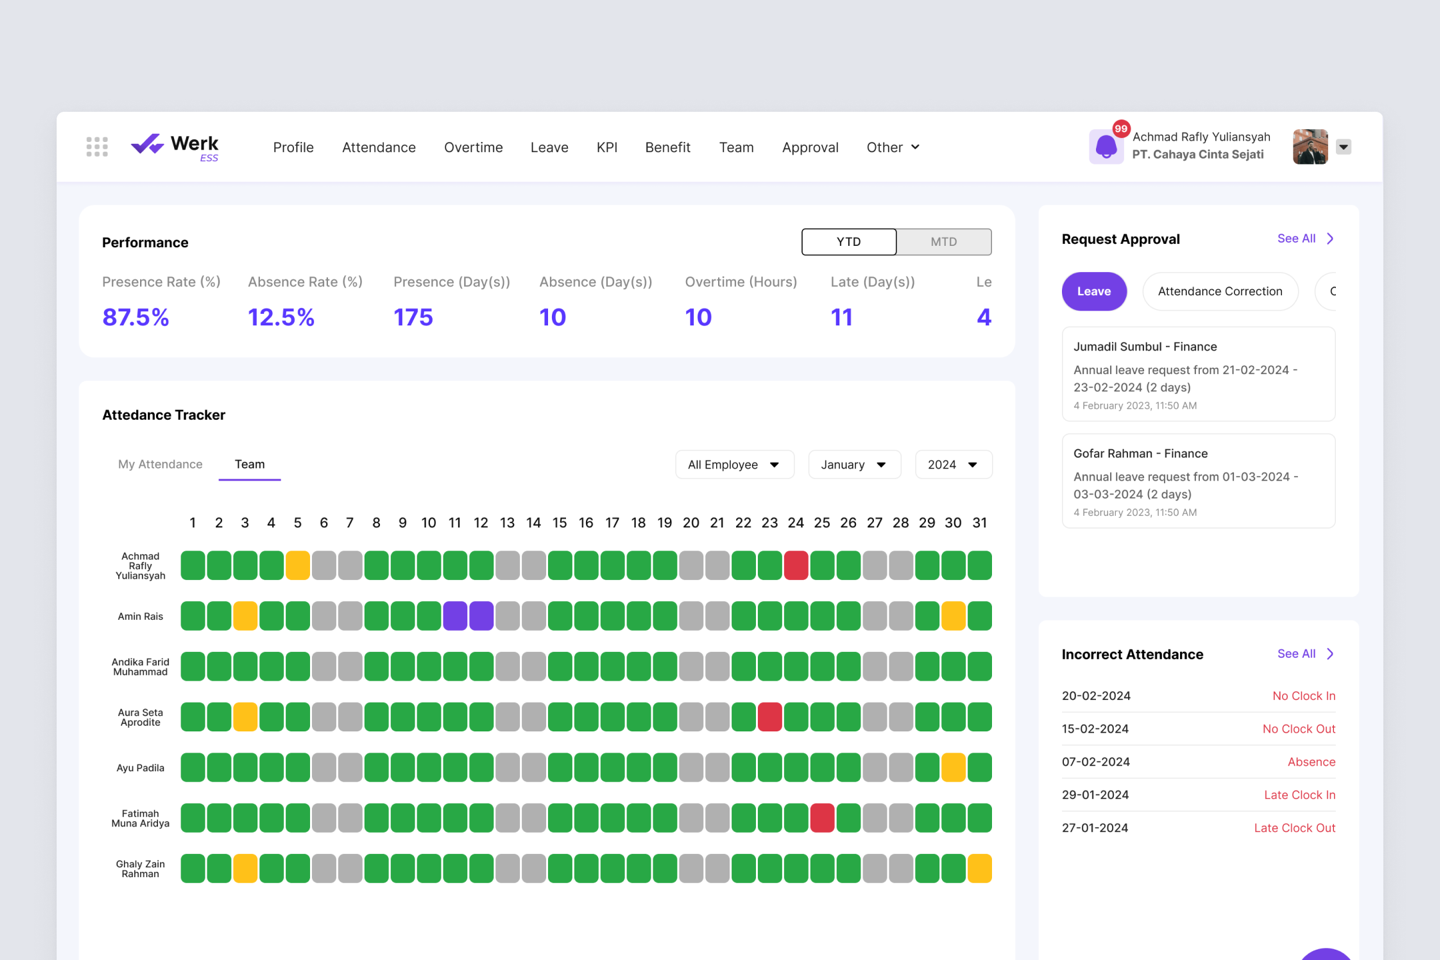 Werk
ESS
Profile
Attendance
Overtime
Leave
KPI
Benefit
Team
Approval
Other
99
Achmad Rafly Yuliansyah
PT. Cahaya Cinta Sejati
Performance
YTD
MTD
Presence Rate (%)
Absence Rate (%)
Presence (Day(s))
Absence (Day(s))
Overtime (Hours)
Late (Day(s))
Le
87.5%
12.5%
175
10
10
11
4
Attedance Tracker
My Attendance
Team
All Employee
January
2024
1 2 3 4 5 6 7 8 9 10 11 12 13 14 15 16 17 18 19 20 21 22 23 24 25 26 27 28 29 30 31
Achmad
Rafly
Yuliansyah
Amin Rais
Andika Farid
Muhammad
Aura Seta
Aprodite
Ayu Padila
Fatimah
Muna Aridya
Ghaly Zain
Rahman
Request Approval
See All
Leave
Attendance Correction
Jumadil Sumbul - Finance
Annual leave request from 21-02-2024 -
23-02-2024 (2 days)
4 February 2023, 11:50 AM
Gofar Rahman - Finance
Annual leave request from 01-03-2024 -
03-03-2024 (2 days)
4 February 2023, 11:50 AM
Incorrect Attendance
See All
20-02-2024 No Clock In
15-02-2024 No Clock Out
07-02-2024 Absence
29-01-2024 Late Clock In
27-01-2024 Late Clock Out